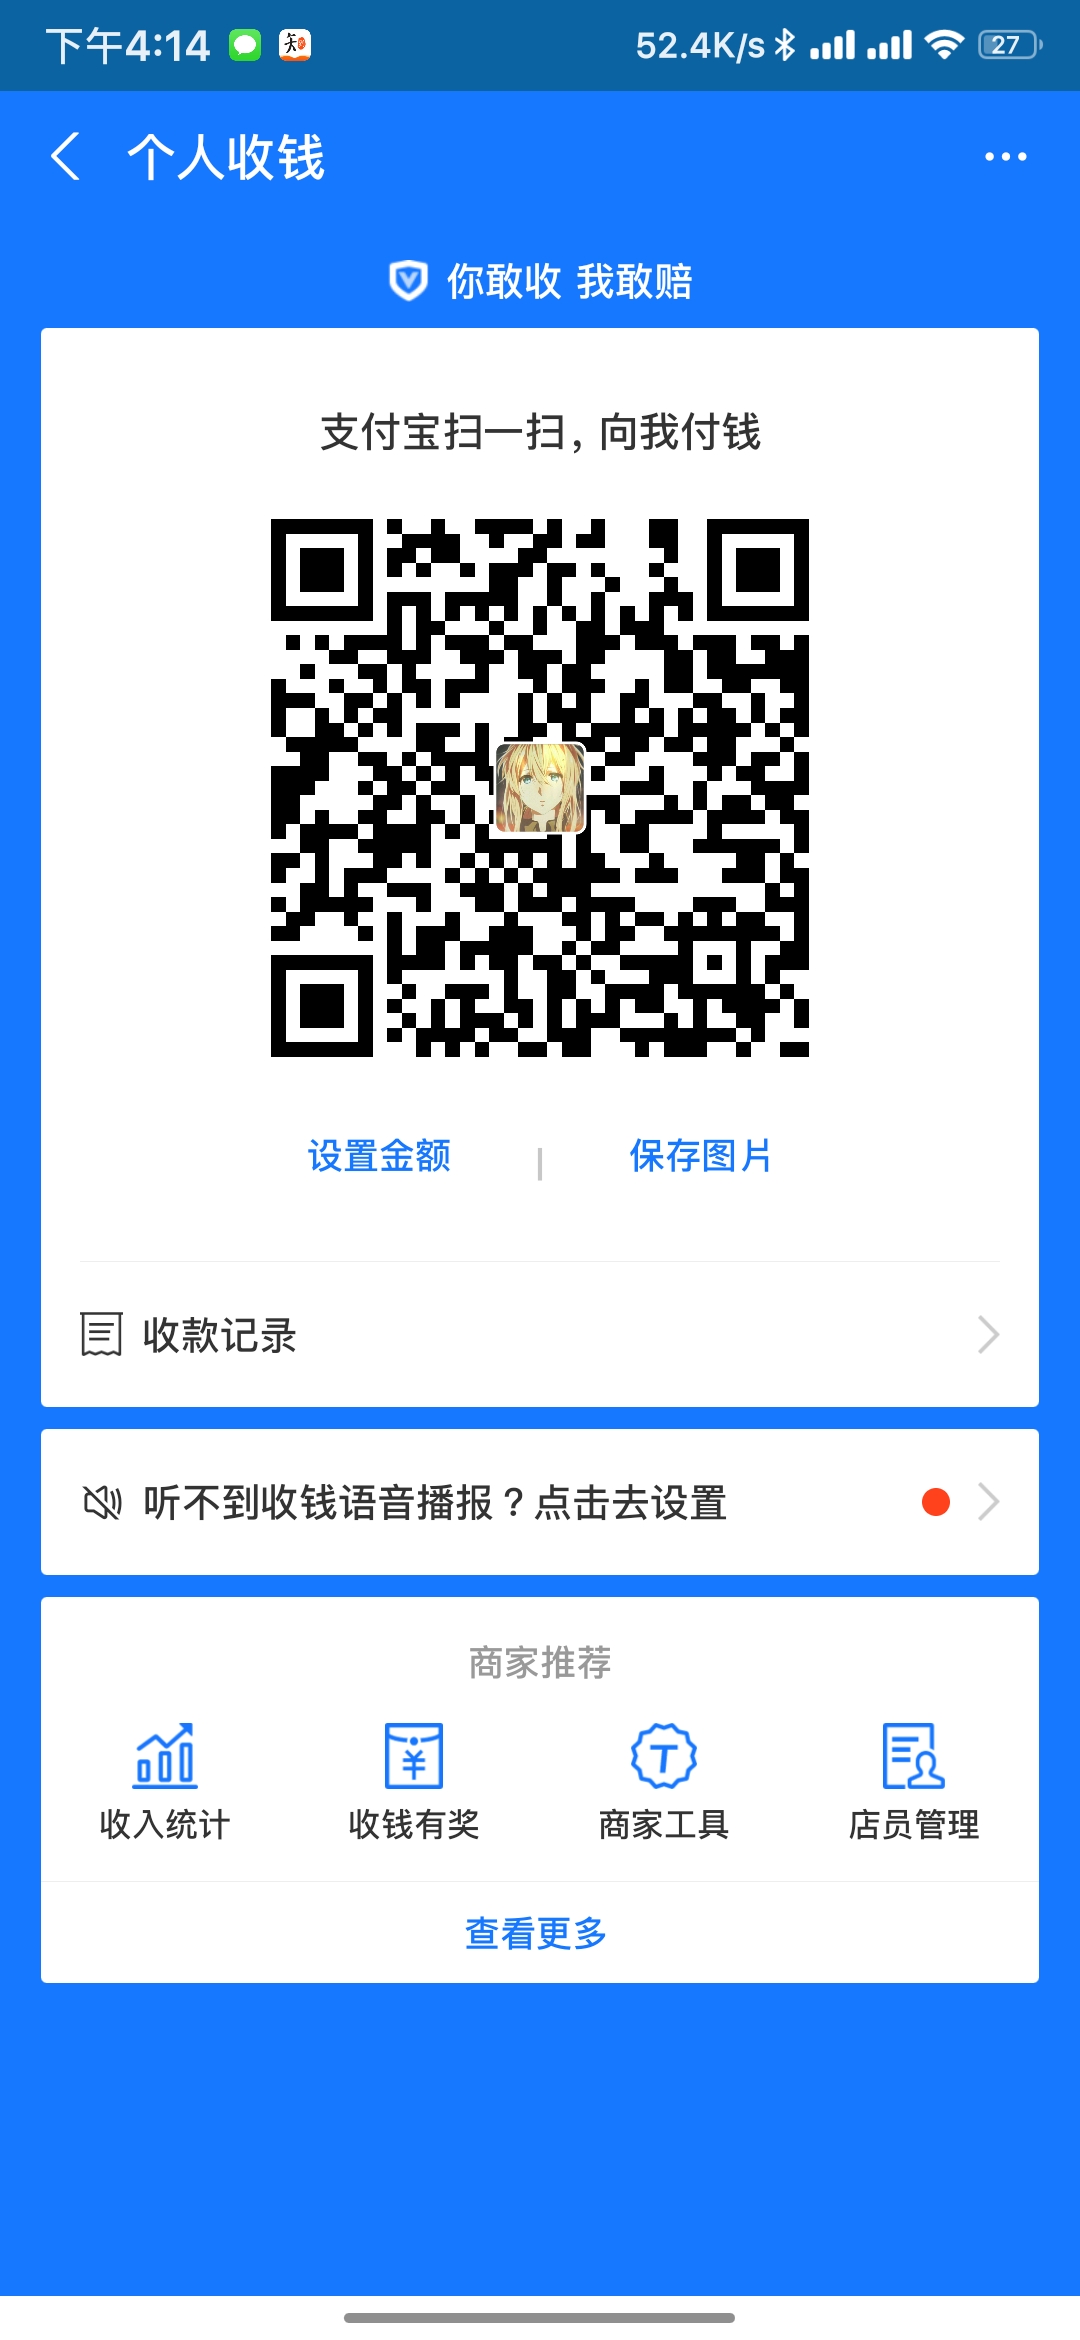 下午4:14
52.4K/s
27
个人收钱
你敢收 我敢赔
支付宝扫一扫，向我付钱
设置金额 | 保存图片
收款记录
听不到收钱语音播报？点击去设置
商家推荐
收入统计
收钱有奖
商家工具
店员管理
查看更多